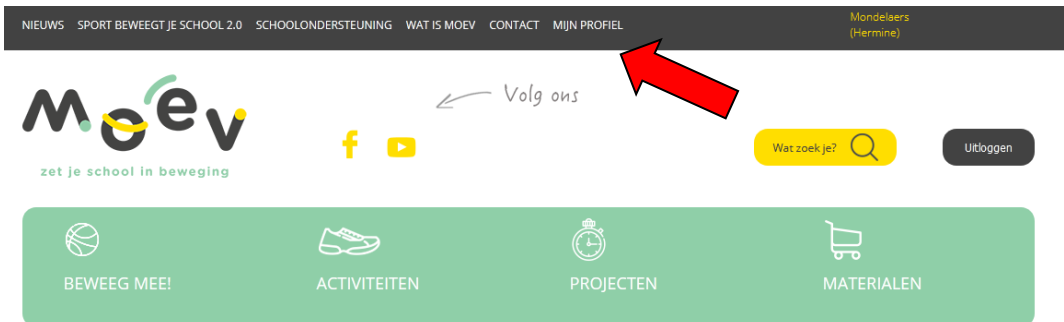 NIEUWS SPORT BEWEEGT JE SCHOOL 2.0 SCHOOLONDERSTEUNING WAT IS MOEV CONTACT MIJN PROFIEL
Mondelaers
(Hermine)
Moev
zet je school in beweging
Volg ons
Wat zoek je?
Uitloggen
BEWEEG MEE! ACTIVITEITEN PROJECTEN MATERIALEN